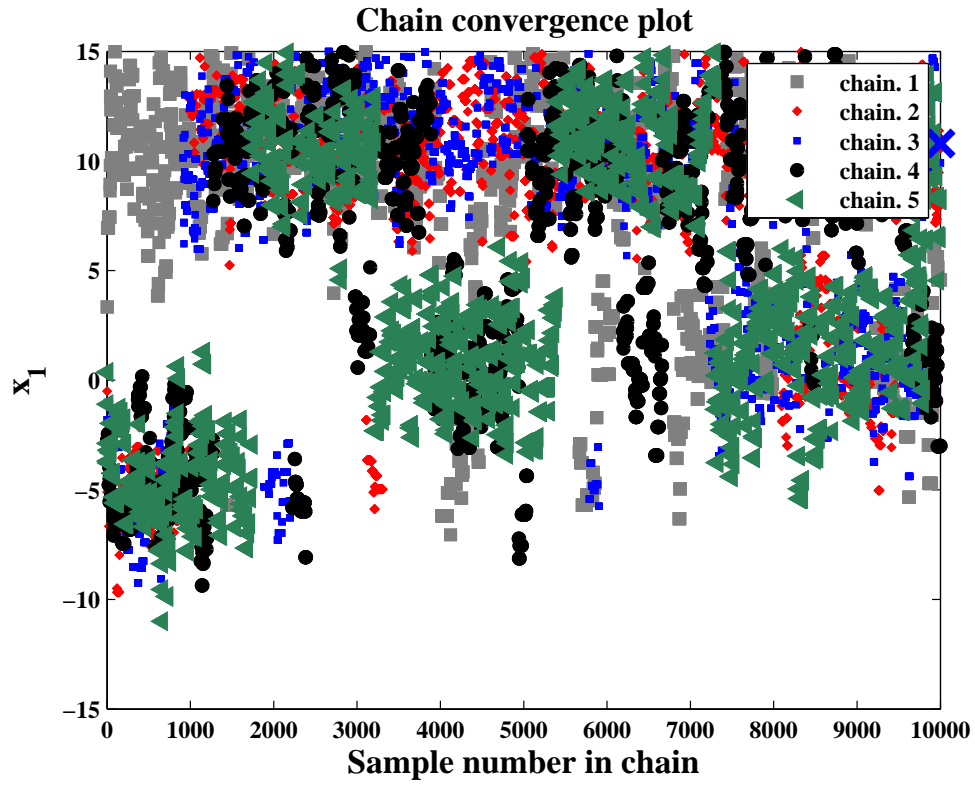 Chain convergence plot
15
10
5
0
−5
−10
−15
x1
chain. 1
chain. 2
chain. 3
chain. 4
chain. 5
0 1000 2000 3000 4000 5000 6000 7000 8000 9000 10000
Sample number in chain